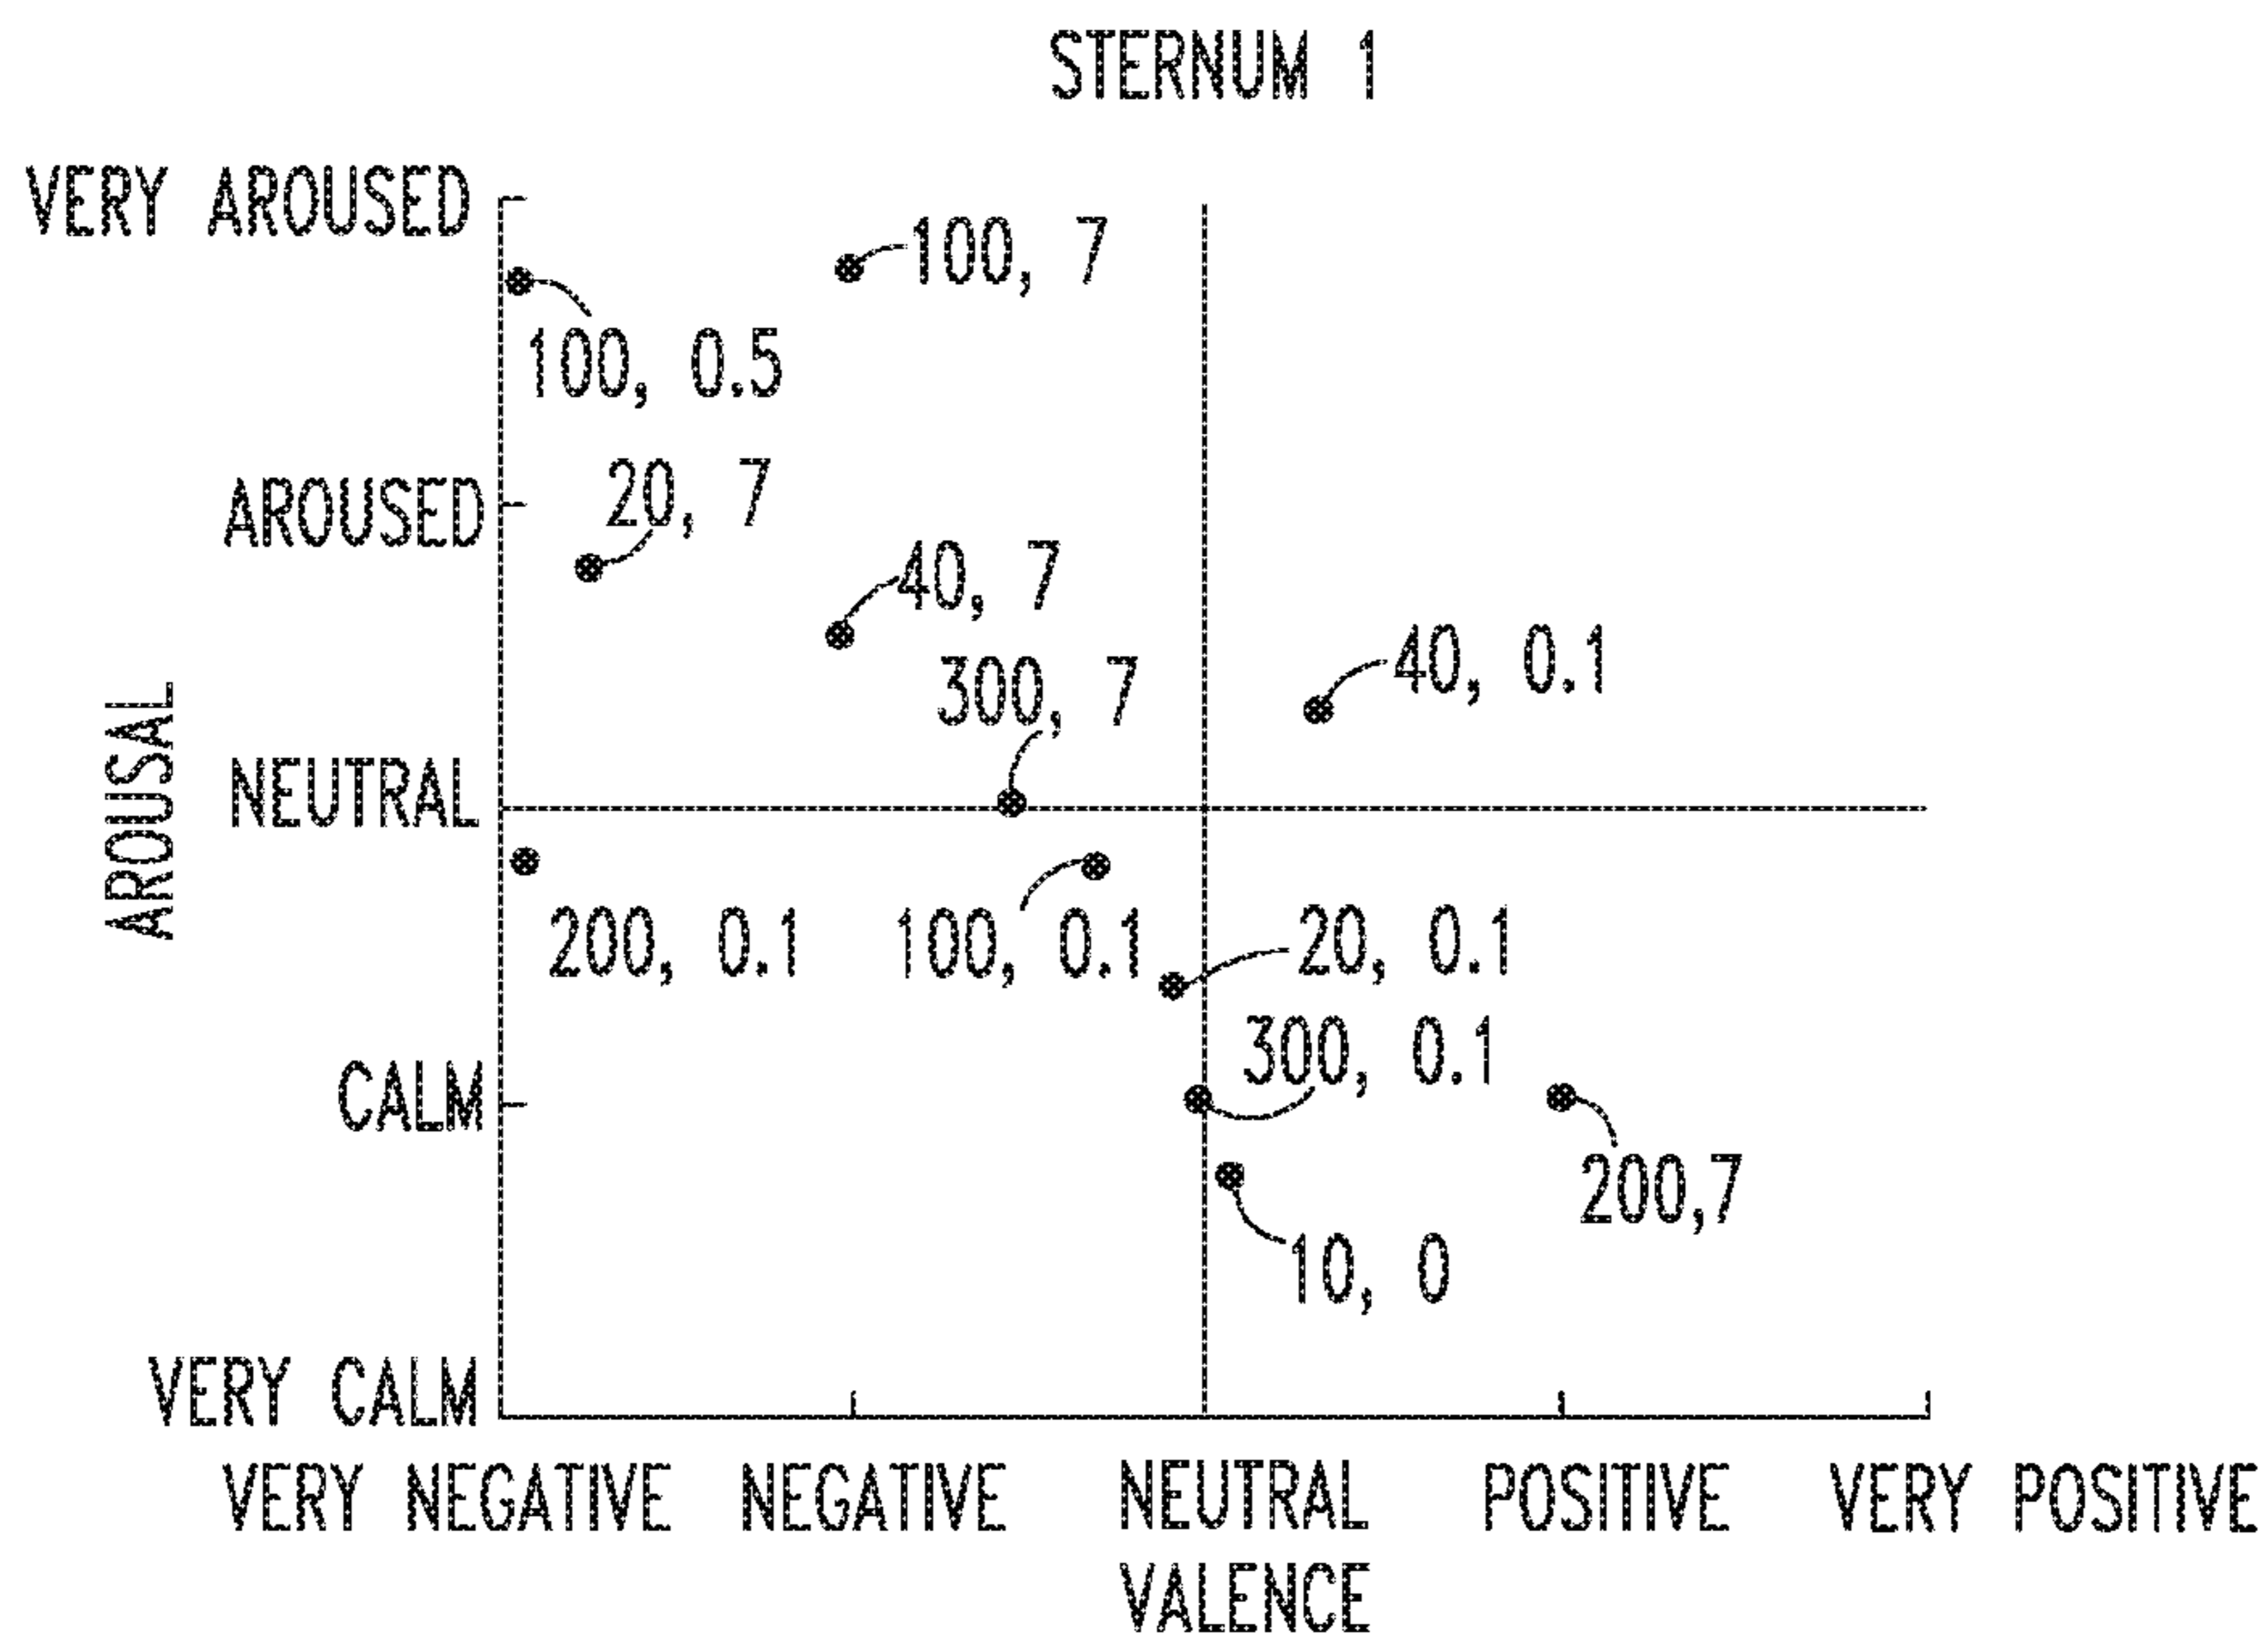 STERNUM 1
VERY AROUSED
100, 7
100, 0.5
AROUSED
20, 7
40, 7
300, 7
40, 0.1
AROUSAL
NEUTRAL
200, 0.1
100, 0.1
20, 0.1
300, 0.1
CALM
200,7
10, 0
VERY CALM
VERY NEGATIVE NEGATIVE NEUTRAL POSITIVE VERY POSITIVE
VALENCE